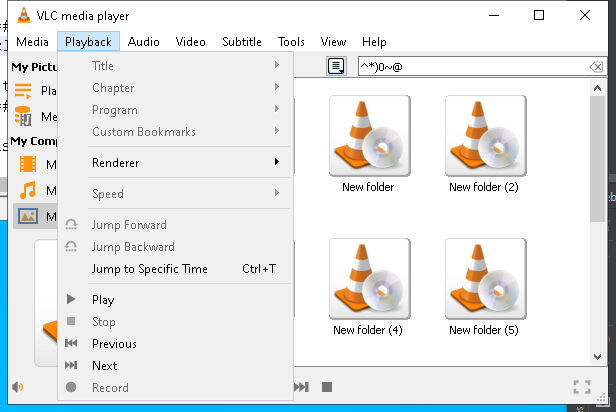 VLC media player
Media Playback Audio Video Subtitle Tools View Help
My Pictu
^*)0~@
Pla
Me
My Comp
M
M
M
Title
Chapter
Program
Custom Bookmarks
Renderer
Speed
Jump Forward
Jump Backward
Jump to Specific Time Ctrl+T
Play
Stop
Previous
Next
Record
New folder
New folder (2)
New folder (4)
New folder (5)